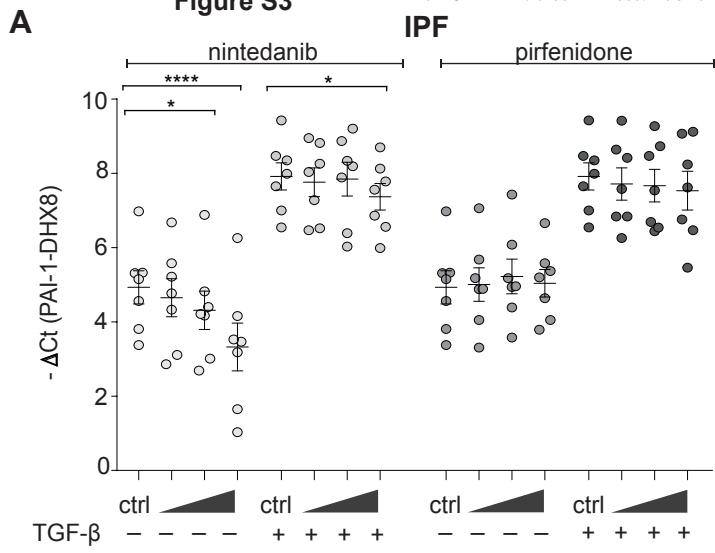 Figure S3
A
IPF
nintedanib
pirfenidone
****
*
*
10
8
6
4
2
0
- ΔCt (PAI-1-DHX8)
ctrl
ctrl
ctrl
ctrl
TGF-β
− − − − + + + + − − − − + + + +